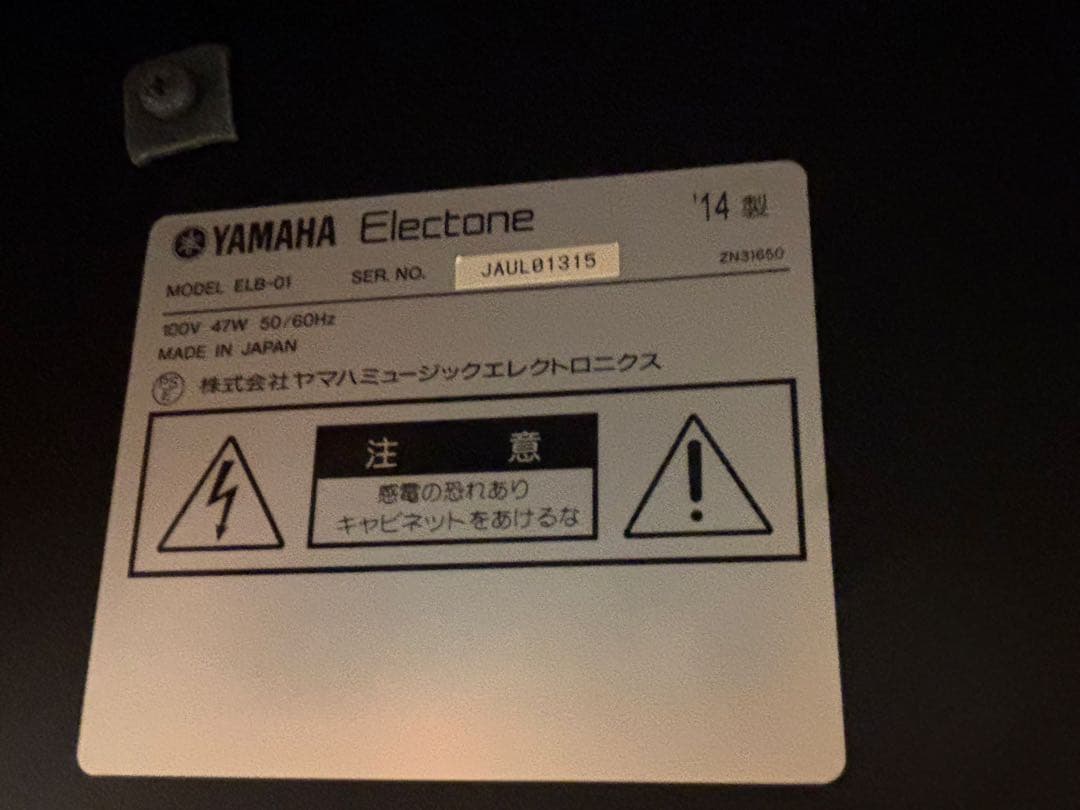 YAMAHA Electone '14 製
MODEL ELB-01 SER. NO. JAUL01315 ZN31650
100V 47W 50/60Hz
MADE IN JAPAN
PSE 株式会社ヤマハミュージックエレクトロニクス
注意
感電の恐れあり
キャビネットをあけるな